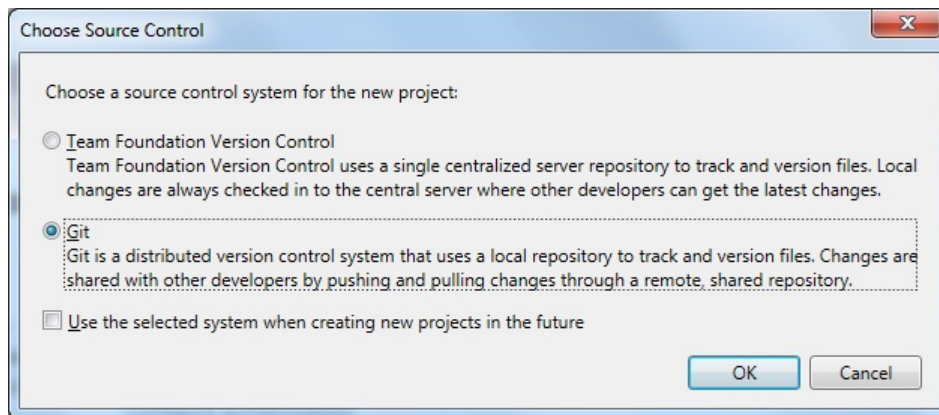 Choose Source Control
Choose a source control system for the new project:
Team Foundation Version Control
Team Foundation Version Control uses a single centralized server repository to track and version files. Local
changes are always checked in to the central server where other developers can get the latest changes.
Git
Git is a distributed version control system that uses a local repository to track and version files. Changes are
shared with other developers by pushing and pulling changes through a remote, shared repository.
Use the selected system when creating new projects in the future
OK Cancel